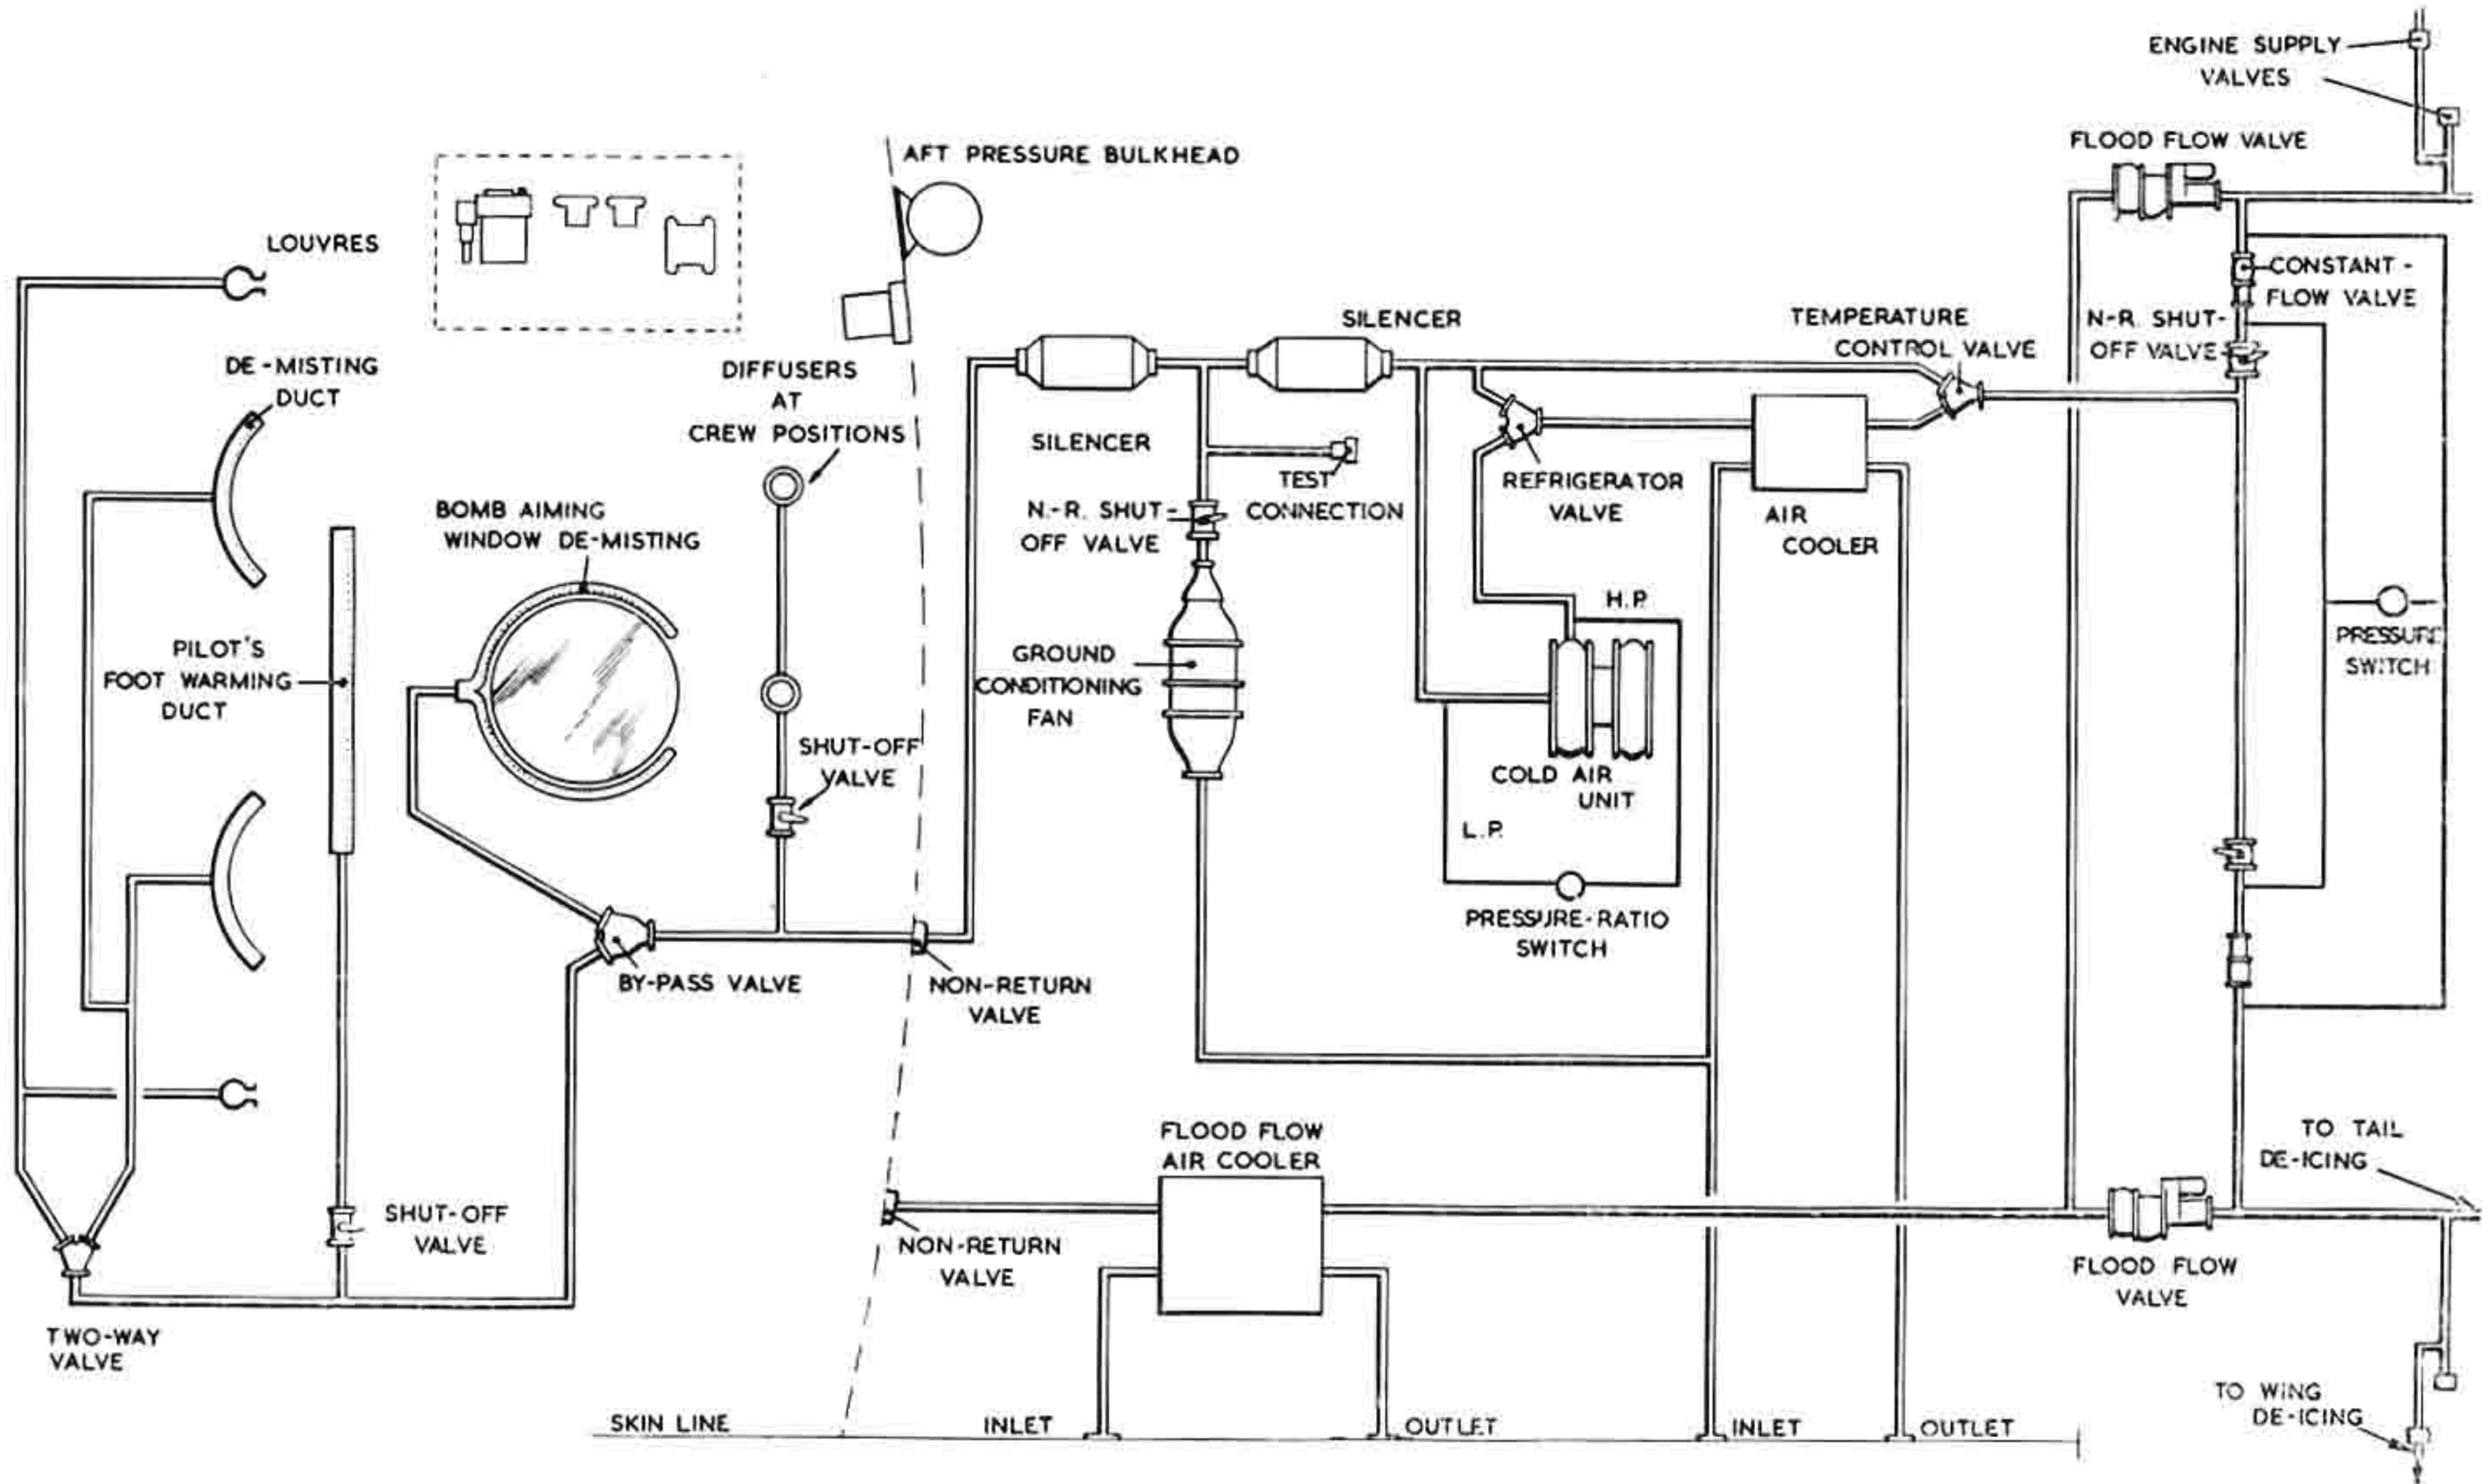 ENGINE SUPPLY
VALVES
FLOOD FLOW VALVE
AFT PRESSURE BULKHEAD
LOUVRES
CONSTANT-
FLOW VALVE
N-R. SHUT-
OFF VALVE
TEMPERATURE
CONTROL VALVE
SILENCER
DE-MISTING
DUCT
DIFFUSERS
AT
CREW POSITIONS
SILENCER
TEST
CONNECTION
REFRIGERATOR
VALVE
AIR
COOLER
BOMB AIMING
WINDOW DE-MISTING
N.-R. SHUT-
OFF VALVE
H.P.
PRESSURE
SWITCH
PILOT'S
FOOT WARMING
DUCT
GROUND
CONDITIONING
FAN
SHUT-OFF
VALVE
COLD AIR
UNIT
L.P.
PRESSURE-RATIO
SWITCH
BY-PASS VALVE
NON-RETURN
VALVE
FLOOD FLOW
AIR COOLER
TO TAIL
DE-ICING
SHUT-OFF
VALVE
NON-RETURN
VALVE
FLOOD FLOW
VALVE
TWO-WAY
VALVE
TO WING
DE-ICING
SKIN LINE
INLET
OUTLET
INLET
OUTLET